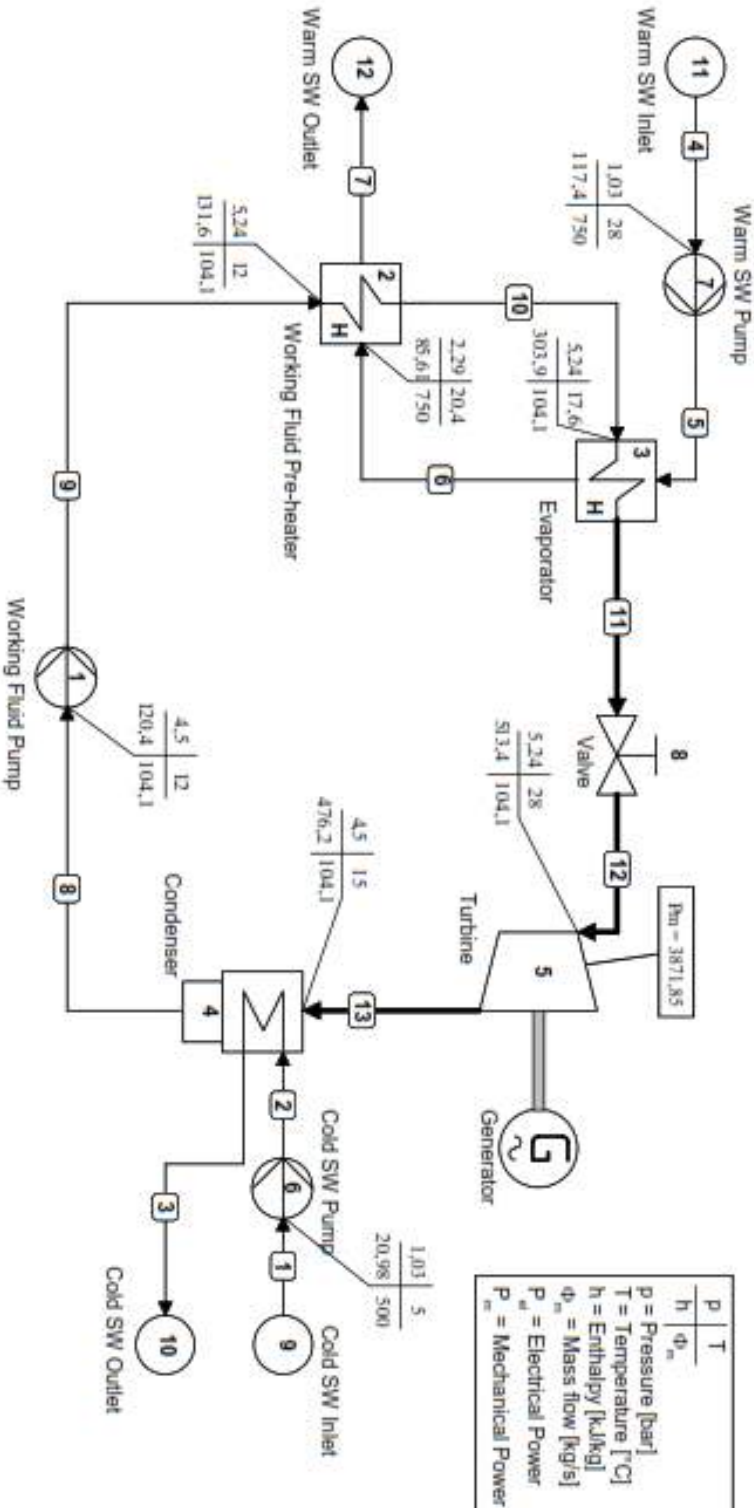 Warm SW Inlet
11
4
1,03 28
117,4 750
Warm SW Pump
7
5
Warm SW Outlet
12
7
5,24 12
131,6 104,1
2
H
Working Fluid Pre-heater
10
2,29 20,4
85,61 750
5,24 17,6
303,9 104,1
3
H
Evaporator
6
11
8
Valve
12
5,24 28
513,4 104,1
Pm = 3871,85
5
Turbine
G
~
Generator
13
4,5 15
476,2 104,1
4
Condenser
2
Cold SW Pump
6
1,03 5
20,98 500
1
9
Cold SW Inlet
3
10
Cold SW Outlet
8
4,5 12
120,4 104,1
1
Working Fluid Pump
9
p T
h Φm
p = Pressure [bar]
T = Temperature [°C]
h = Enthalpy [kJ/kg]
Φm = Mass flow [kg/s]
Pel = Electrical Power
Pm = Mechanical Power